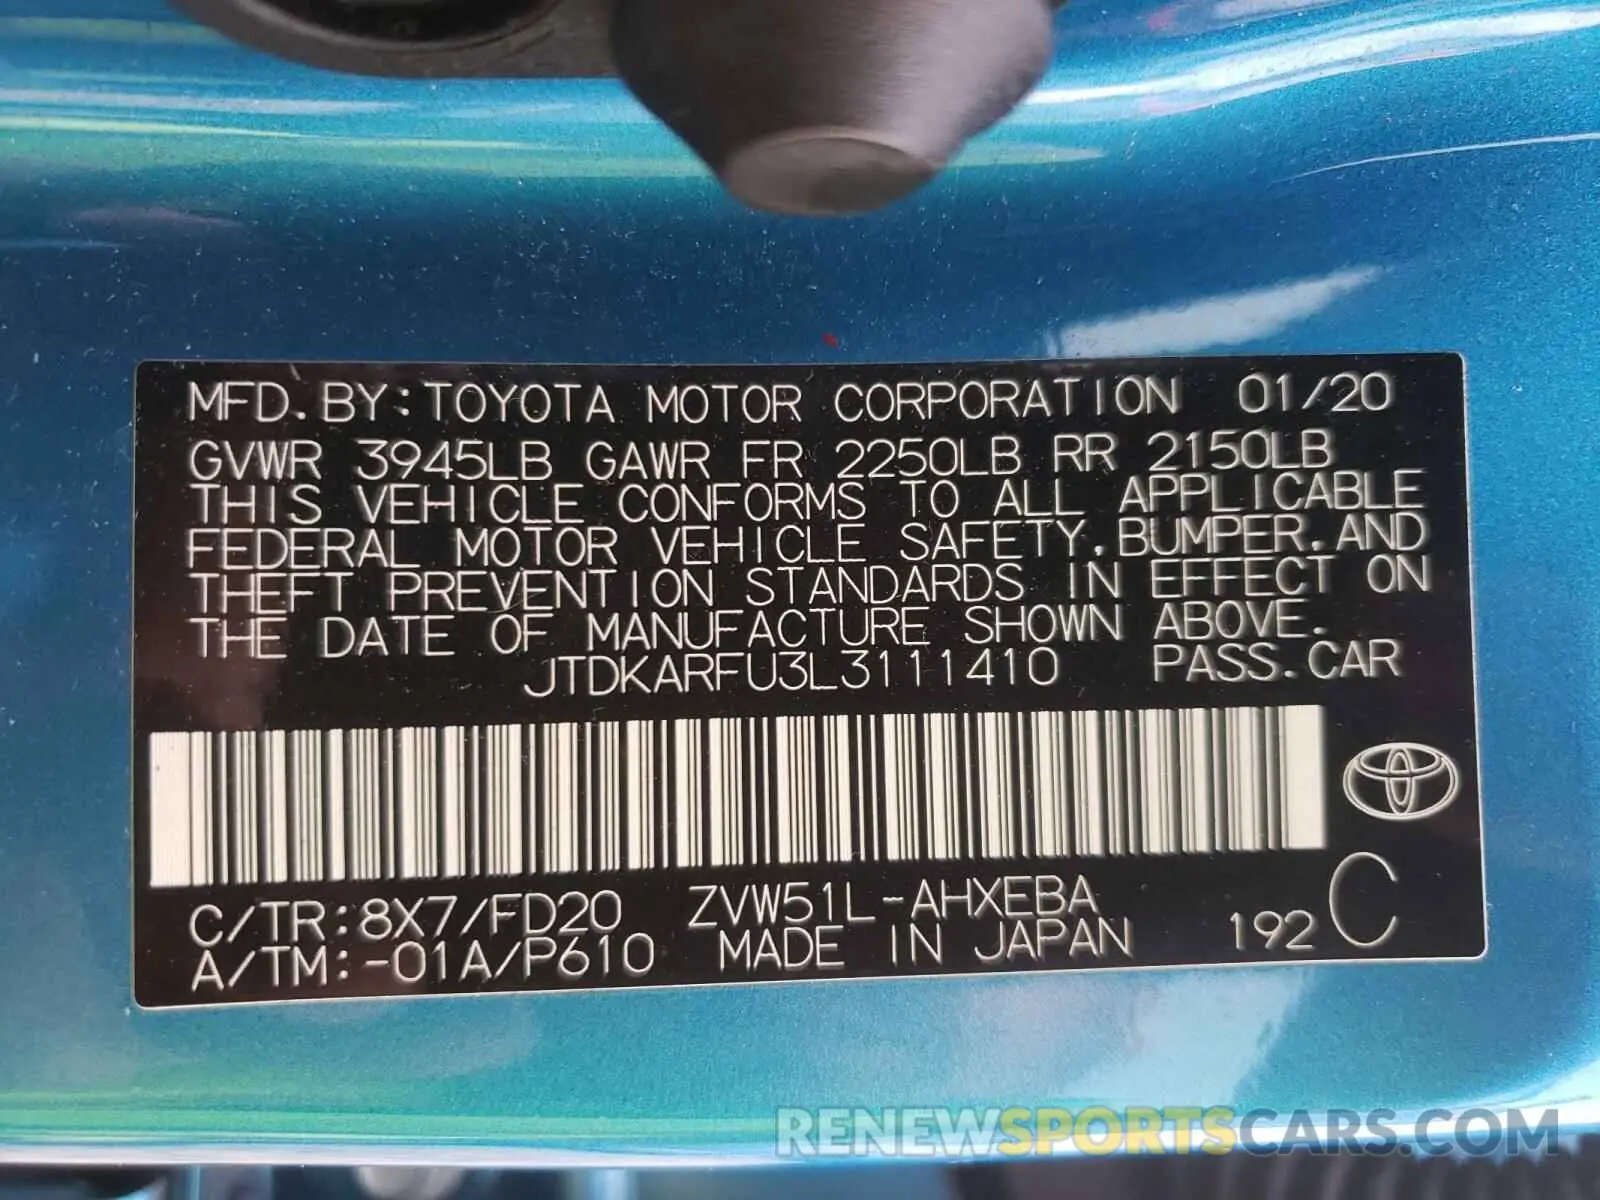 MFD. BY: TOYOTA MOTOR CORPORATION 01/20
GVWR 3945LB GAWR FR 2250LB RR 2150LB
THIS VEHICLE CONFORMS TO ALL APPLICABLE
FEDERAL MOTOR VEHICLE SAFETY, BUMPER, AND
THEFT PREVENTION STANDARDS IN EFFECT ON
THE DATE OF MANUFACTURE SHOWN ABOVE.
JTDKARFU3L3111410 PASS. CAR
C/TR: 8X7/FD20 ZVW51L-AHXEBA
A/TM: -01A/P610 MADE IN JAPAN 192 C
RENEWSPORTSCARS.COM